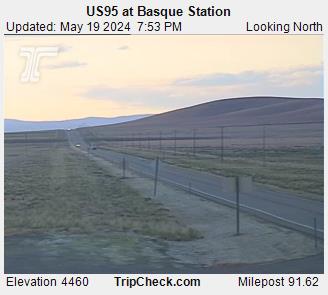 US95 at Basque Station
Updated: May 19 2024 7:53 PM Looking North
Elevation 4460 TripCheck.com Milepost 91.62